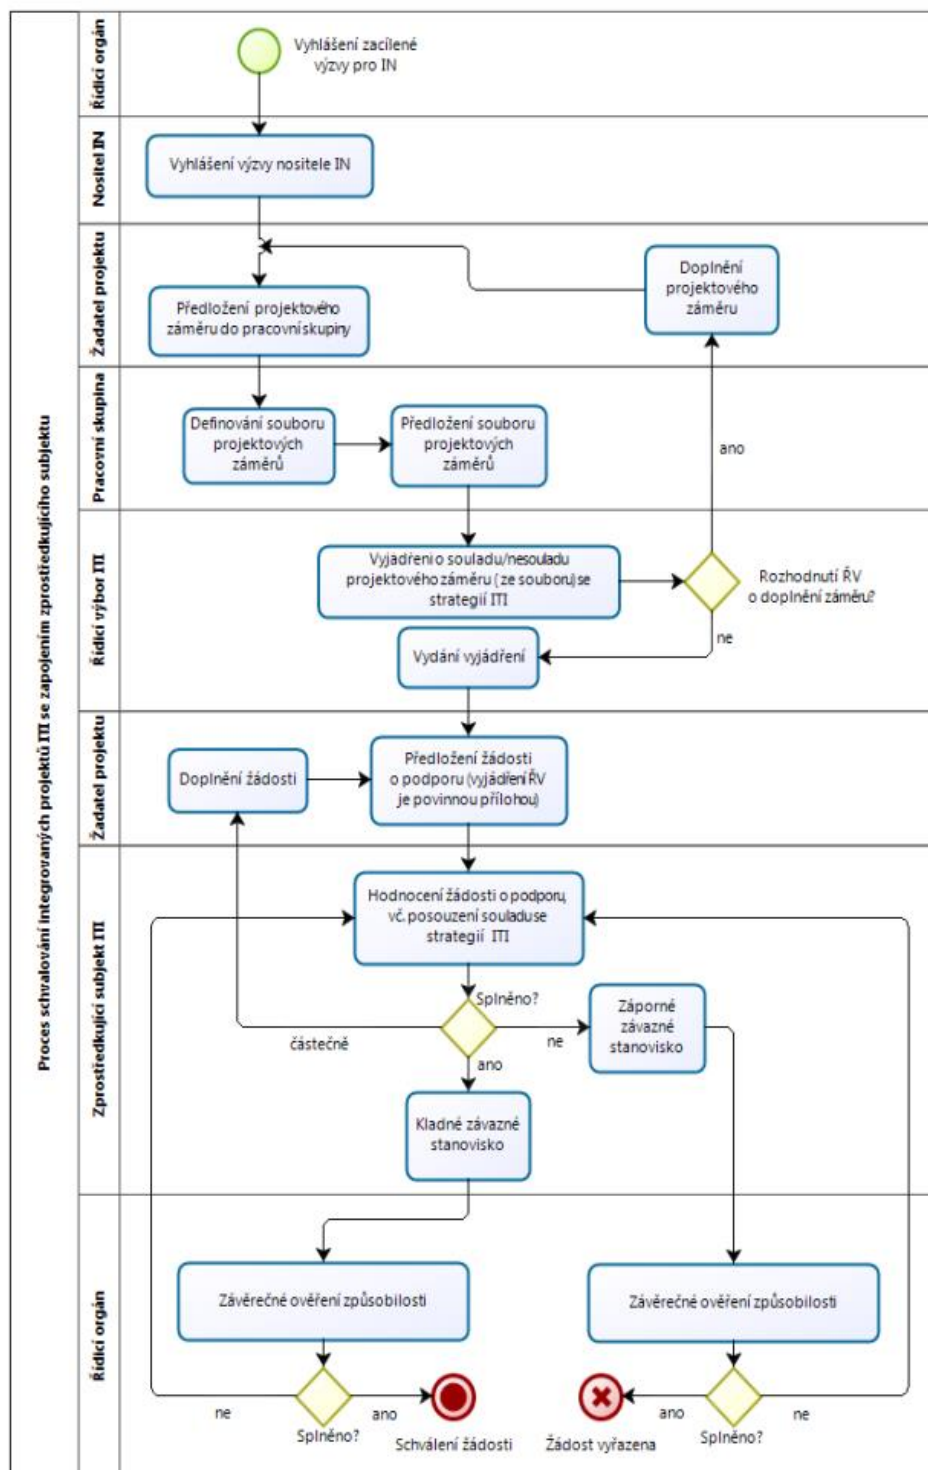 Proces schvalování integrovaných projektů ITI se zapojením zprostředkujícího subjektu
Řídicí orgán
Vyhlášení zacílené
výzvy pro IN
Nositel IN
Vyhlášení výzvy nositele IN
Žadatel projektu
Doplnění
projektového
záměru
Předložení projektového
záměru do pracovní skupiny
Pracovní skupina
Definování souboru
projektových
záměrů
Předložení souboru
projektových
záměrů
ano
Řídicí výbor ITI
Vyjádření o souladu/nesouladu
projektového záměru ( ze souboru) se
strategií ITI
Rozhodnutí ŘV
o doplnění záměru?
ne
Vydání vyjádření
Žadatel projektu
Doplnění žádosti
Předložení žádosti
o podporu (vyjádření ŘV
je povinnou přílohou)
Zprostředkující subjekt ITI
Hodnocení žádosti o podporu,
vč. posouzení souladu se
strategií ITI
Splněno?
částečně
ne
ano
Záporné
závazné
stanovisko
Kladné závazné
stanovisko
Řídicí orgán
Závěrečné ověření způsobilosti
Závěrečné ověření způsobilosti
ne
ano
Splněno?
Schválení žádosti
Žádost vyřazena
ano
ne
Splněno?